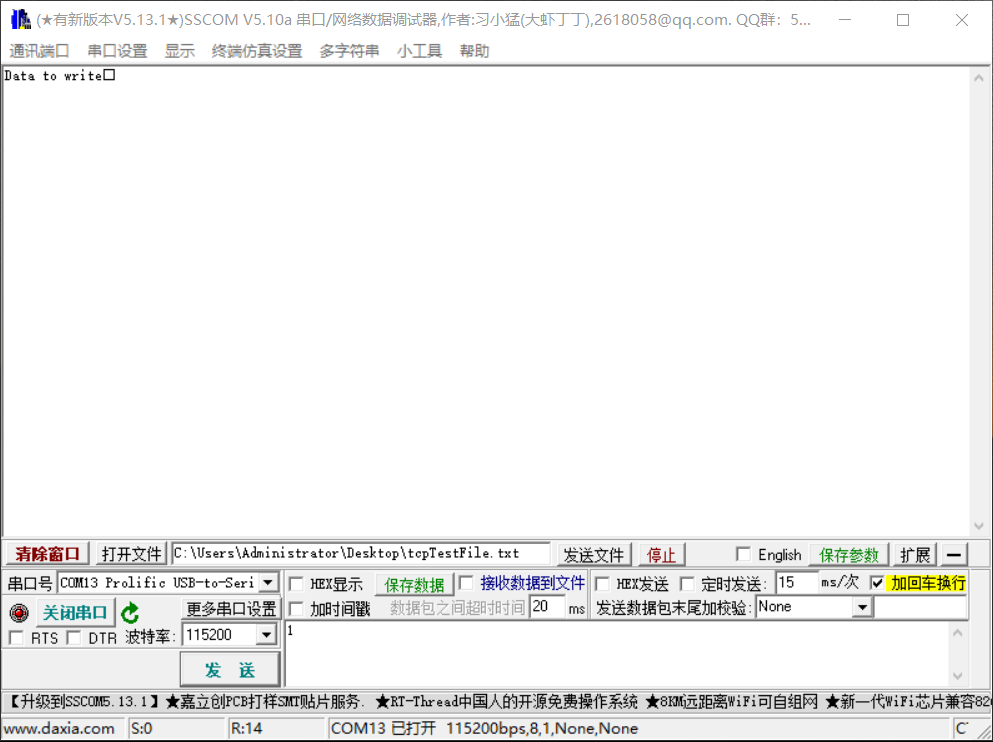 (★有新版本V5.13.1★)SSCOM V5.10a 串口/网络数据调试器,作者:习小猛(大虾丁丁),2618058@qq.com. QQ群: 5...
通讯端口 串口设置 显示 终端仿真设置 多字符串 小工具 帮助
Data to write□
清除窗口 打开文件 C:\Users\Administrator\Desktop\tcpTestFile.txt 发送文件 停止 English 保存参数 扩展 —
串口号 COM13 Prolific USB-to-Seri HEX显示 保存数据 接收数据到文件 HEX发送 定时发送: 15 ms/次 加回车换行
关闭串口 更多串口设置 加时间戳 数据包之间超时时间 20 ms 发送数据包末尾加校验: None
RTS DTR 波特率: 115200 1
发 送
【升级到SSCOM5.13.1】★嘉立创PCB打样SMT贴片服务. ★RT-Thread中国人的开源免费操作系统 ★8KM远距离WiFi可自组网 ★新一代WiFi芯片兼容826
www.daxia.com S:0 R:14 COM13 已打开 115200bps,8,1,None,None